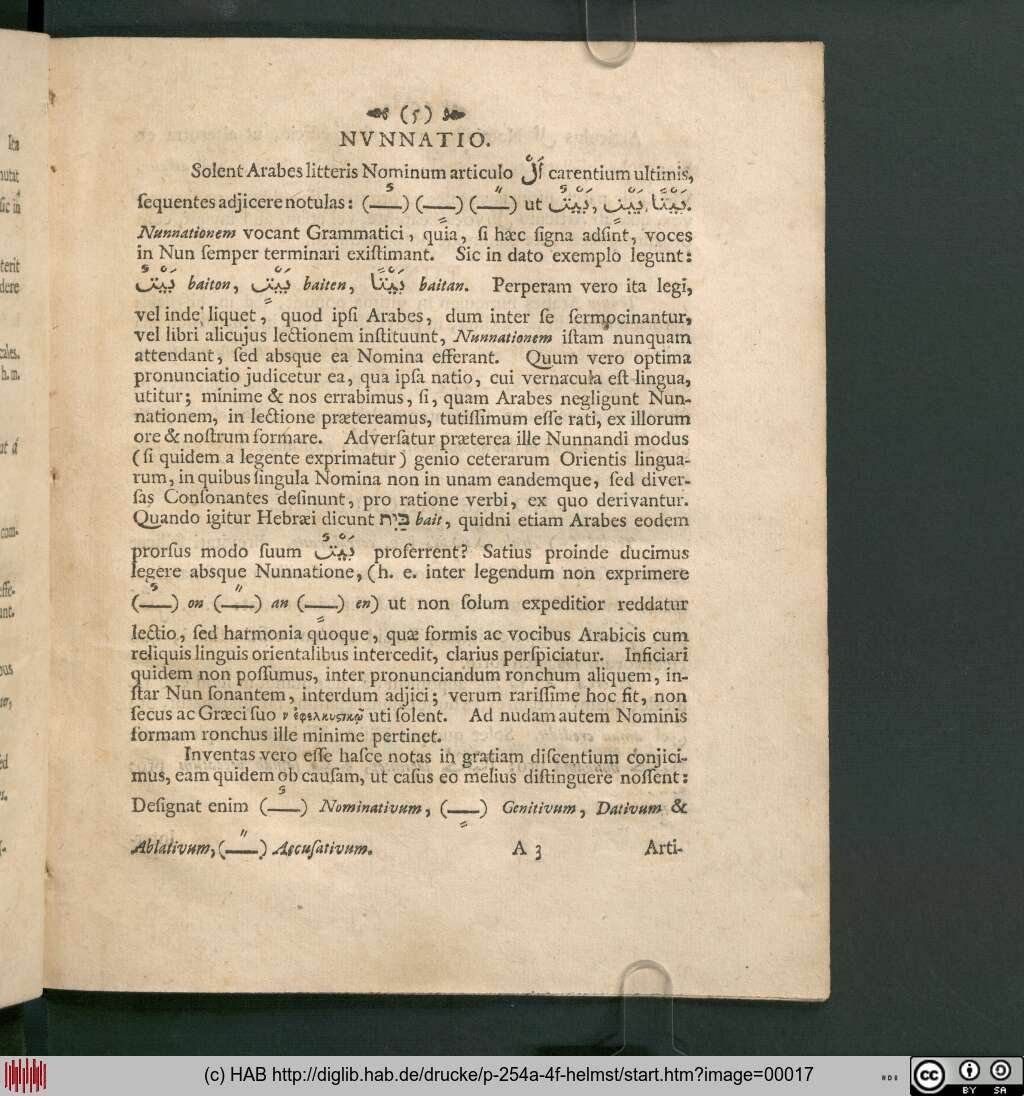 (5)
NVNNATIO.
Solent Arabes litteris Nominum articulo اَلْ carentium ultimis,
ſequentes adjicere notulas: (—ٌ) (—ٍ) (—ً) ut بَيْتٌ, بَيْتٍ, بَيْتًا.
Nunnationem vocant Grammatici, quia, ſi hæc ſigna adſint, voces
in Nun ſemper terminari exiſtimant. Sic in dato exemplo legunt:
بَيْتٌ baiton, بَيْتٍ baiten, بَيْتًا baitan. Perperam vero ita legi,
vel inde liquet, quod ipſi Arabes, dum inter ſe ſermocinantur,
vel libri alicujus lectionem inſtituunt, Nunnationem iſtam nunquam
attendant, ſed absque ea Nomina efferant. Quum vero optima
pronunciatio judicetur ea, qua ipſa natio, cui vernacula eſt lingua,
utitur; minime & nos errabimus, ſi, quam Arabes negligunt Nun-
nationem, in lectione prætereamus, tutiſſimum eſſe rati, ex illorum
ore & noſtrum formare. Adverſatur præterea ille Nunnandi modus
(ſi quidem a legente exprimatur) genio ceterarum Orientis lingua-
rum, in quibus ſingula Nomina non in unam eandemque, ſed diver-
ſas Conſonantes deſinunt, pro ratione verbi, ex quo derivantur.
Quando igitur Hebræi dicunt בַּיִת bait, quidni etiam Arabes eodem
prorſus modo ſuum بَيْتٌ proferrent? Satius proinde ducimus
legere absque Nunnatione, (h. e. inter legendum non exprimere
(—ٌ) on (—ً) an (—ٍ) en) ut non ſolum expeditior reddatur
lectio, ſed harmonia quoque, quæ formis ac vocibus Arabicis cum
reliquis linguis orientalibus intercedit, clarius perſpiciatur. Inficiari
quidem non poſſumus, inter pronunciandum ronchum aliquem, in-
ſtar Nun ſonantem, interdum adjici; verum rariſſime hoc fit, non
ſecus ac Græci ſuo ν ἐφελκυστικῷ uti ſolent. Ad nudam autem Nominis
formam ronchus ille minime pertinet.
Inventas vero eſſe haſce notas in gratiam diſcentium conjici-
mus, eam quidem ob cauſam, ut caſus eo melius diſtinguere noſſent:
Deſignat enim (—ٌ) Nominativum, (—ٍ) Genitivum, Dativum &
Ablativum, (—ً) Accuſativum. A 3 Arti-
(c) HAB http://diglib.hab.de/drucke/p-254a-4f-helmst/start.htm?image=00017
cc BY SA